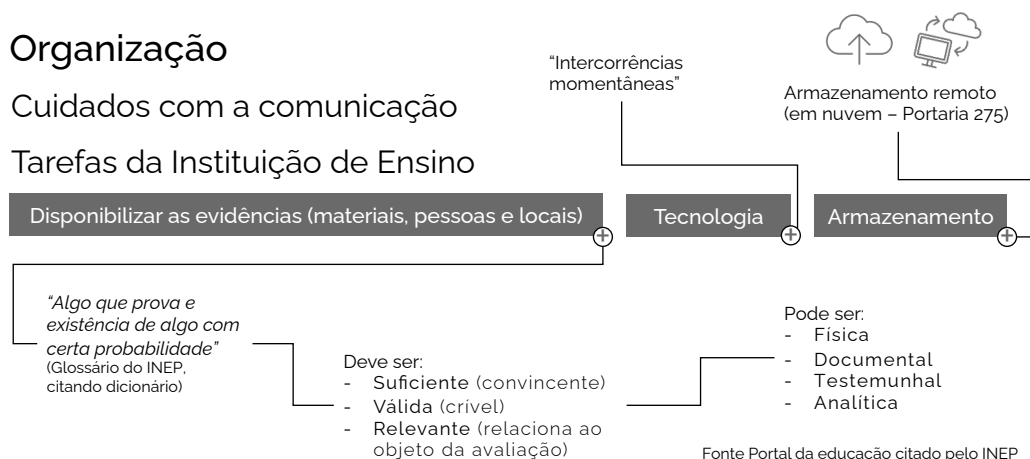 Organização
Cuidados com a comunicação
Tarefas da Instituição de Ensino
“Intercorrências
momentâneas”
Armazenamento remoto
(em nuvem – Portaria 275)
Disponibilizar as evidências (materiais, pessoas e locais)
Tecnologia
Armazenamento
“Algo que prova e
existência de algo com
certa probabilidade”
(Glossário do INEP,
citando dicionário)
Deve ser:
- Suficiente (convincente)
- Válida (crível)
- Relevante (relaciona ao
objeto da avaliação)
Pode ser:
- Física
- Documental
- Testemunhal
- Analítica
Fonte Portal da educação citado pelo INEP